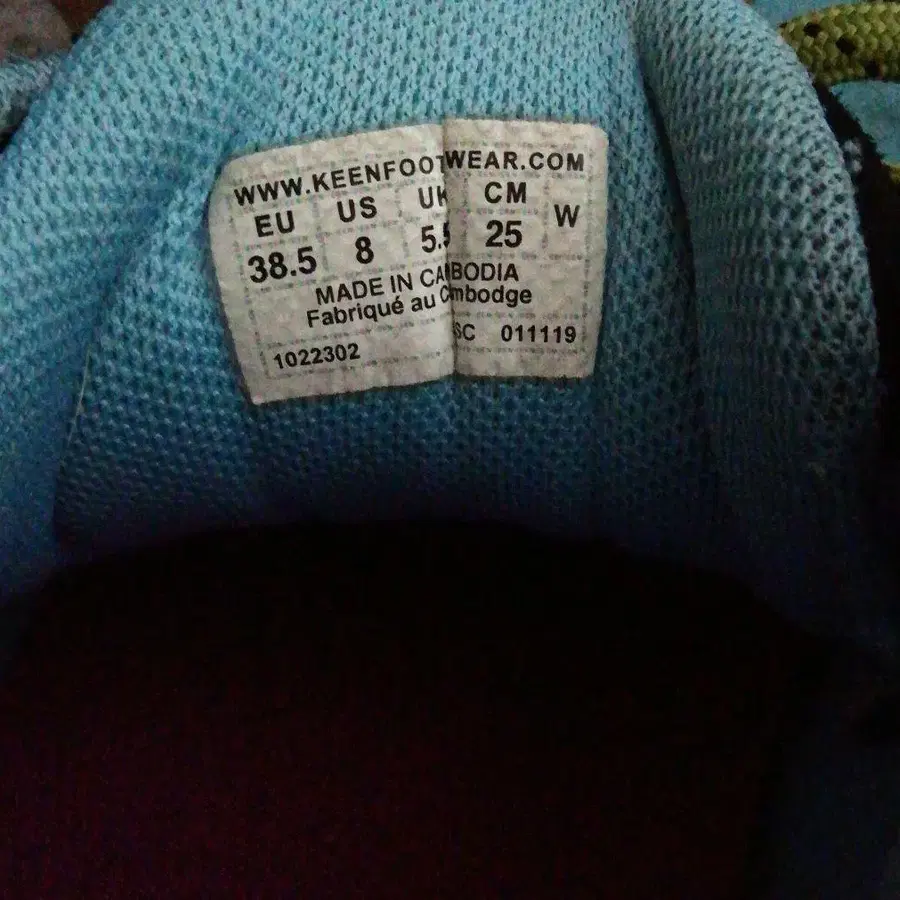 WWW.KEENFOOTWEAR.COM
EU US UK CM W
38.5 8 5.5 25
MADE IN CAMBODIA
Fabriqué au Cambodge
1022302 SC 011119